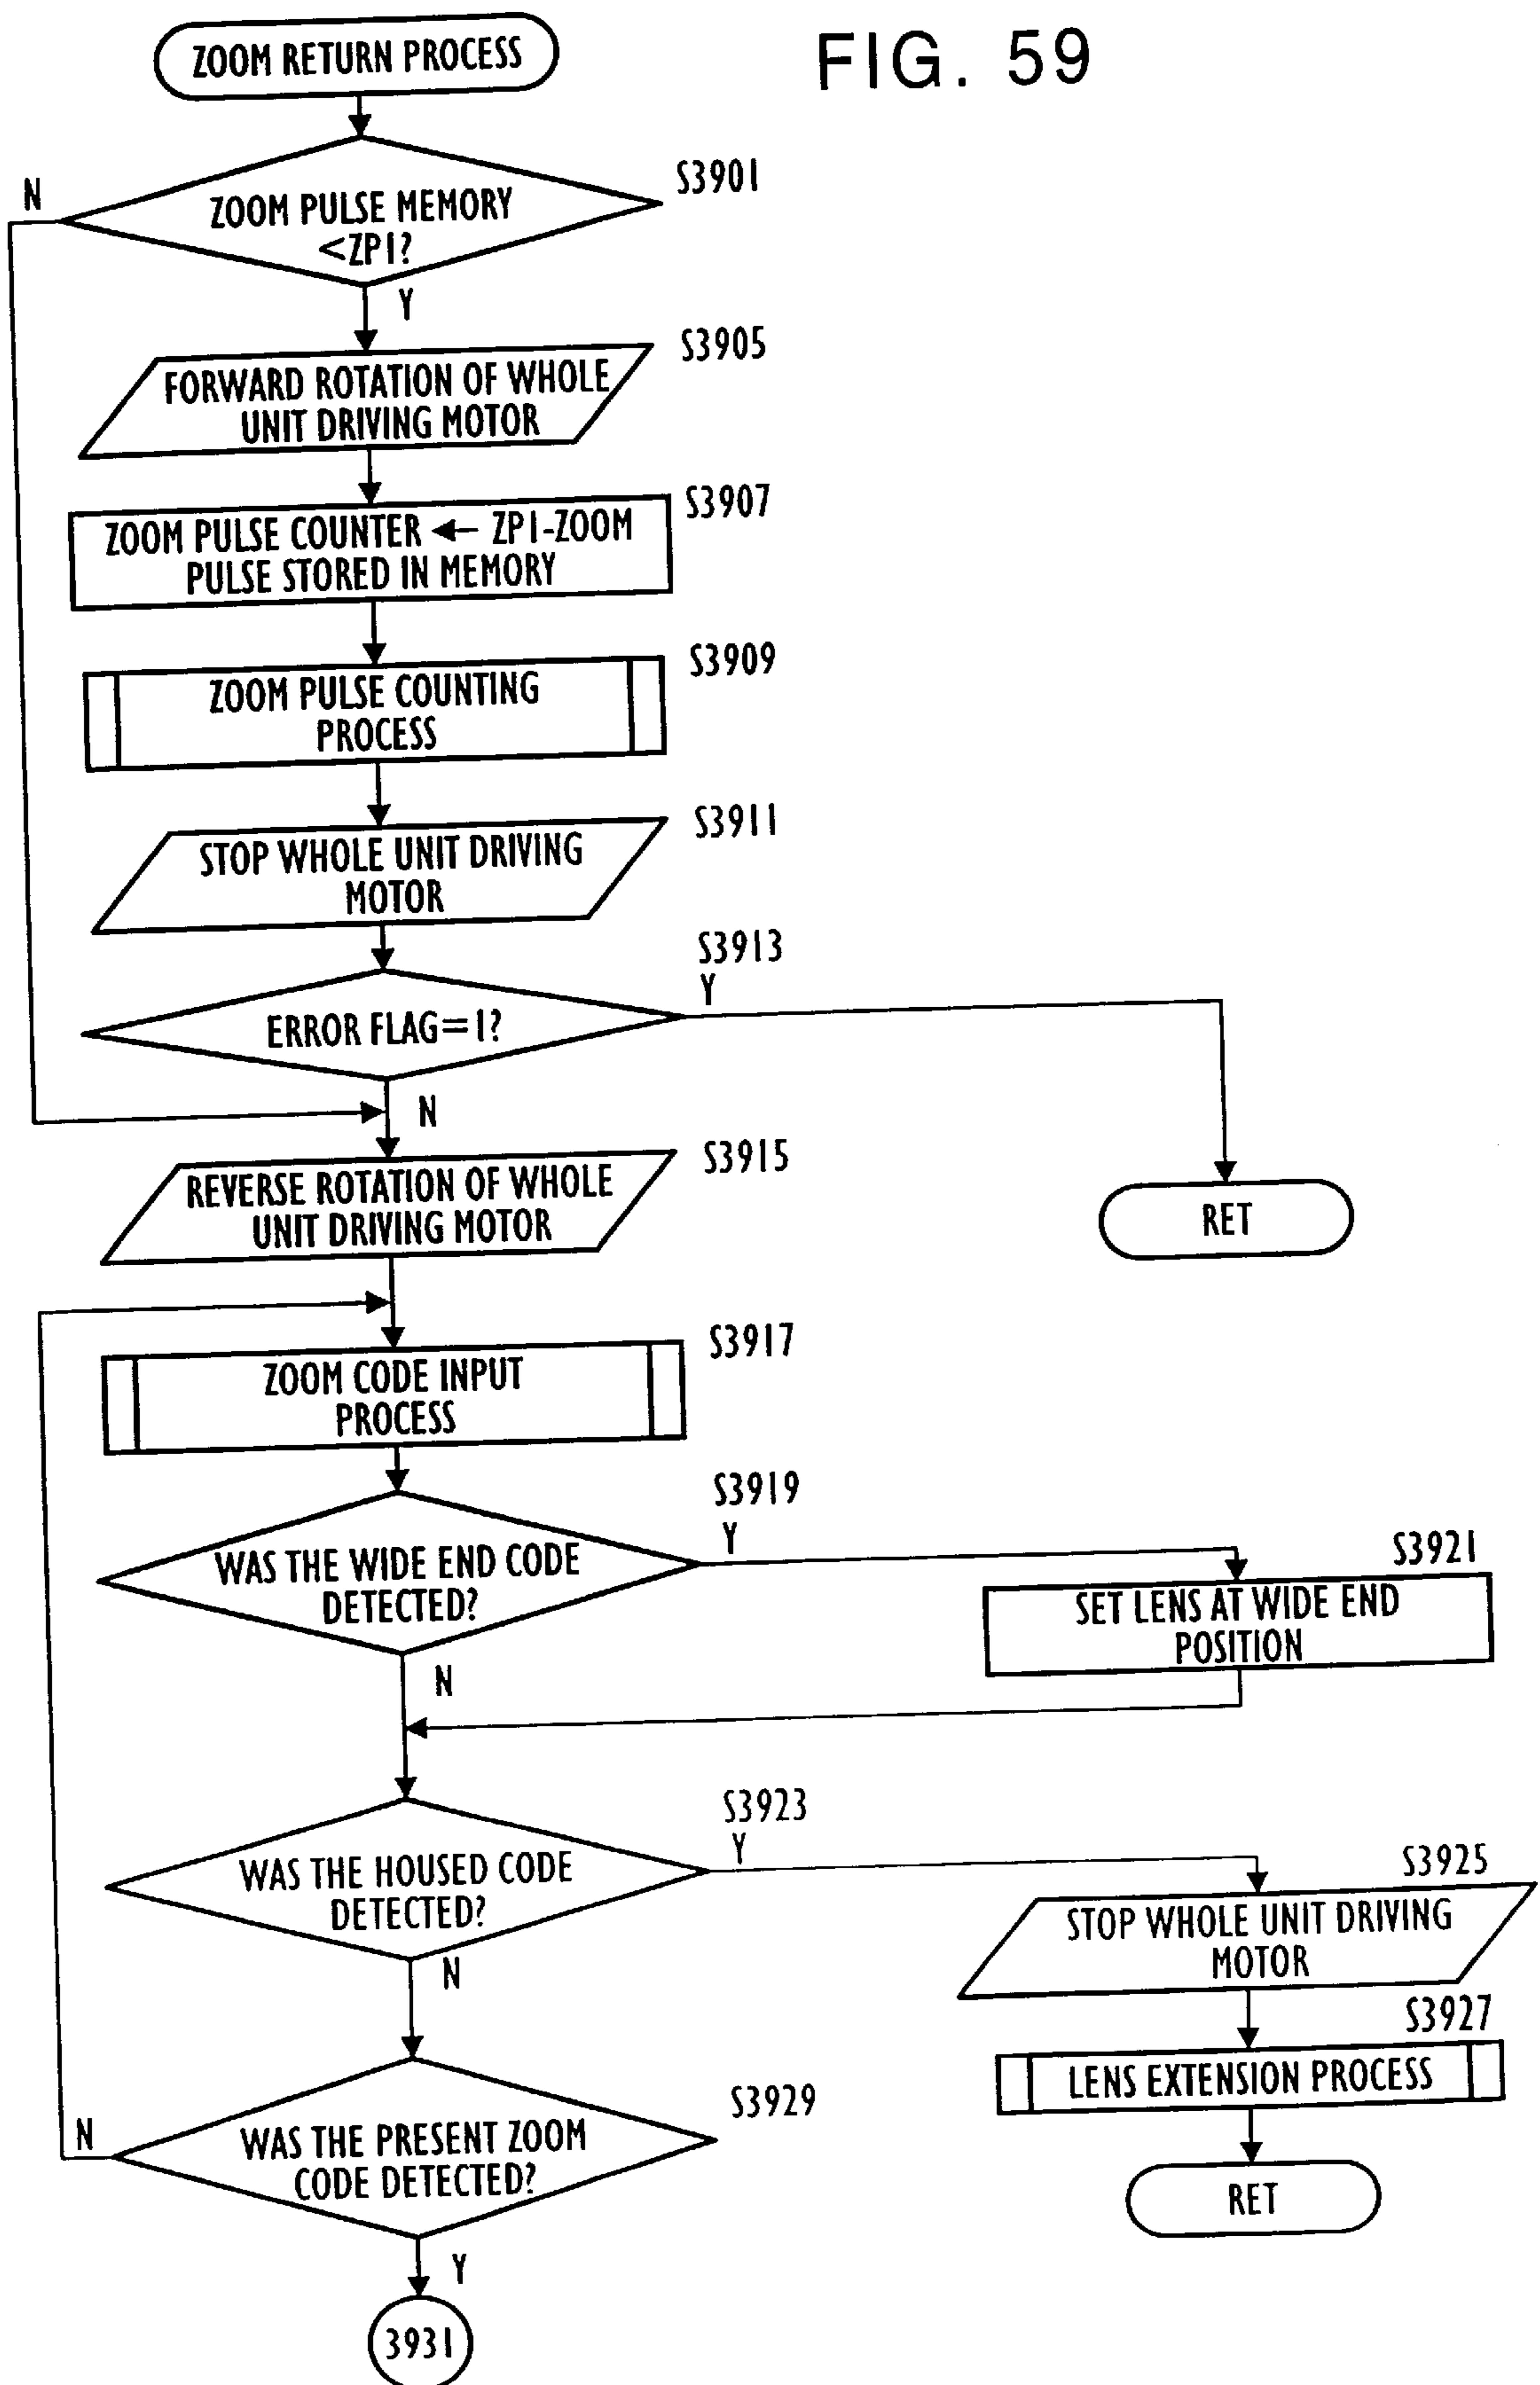 FIG. 59
ZOOM RETURN PROCESS
S3901
N
ZOOM PULSE MEMORY
<ZP1?
Y
S3905
FORWARD ROTATION OF WHOLE
UNIT DRIVING MOTOR
S3907
ZOOM PULSE COUNTER ← ZP1-ZOOM
PULSE STORED IN MEMORY
S3909
ZOOM PULSE COUNTING
PROCESS
S3911
STOP WHOLE UNIT DRIVING
MOTOR
S3913
Y
ERROR FLAG=1?
N
S3915
REVERSE ROTATION OF WHOLE
UNIT DRIVING MOTOR
RET
S3917
ZOOM CODE INPUT
PROCESS
S3919
Y
WAS THE WIDE END CODE
DETECTED?
N
S3921
SET LENS AT WIDE END
POSITION
S3923
Y
WAS THE HOUSED CODE
DETECTED?
N
S3925
STOP WHOLE UNIT DRIVING
MOTOR
S3927
LENS EXTENSION PROCESS
RET
S3929
N
WAS THE PRESENT ZOOM
CODE DETECTED?
Y
3931